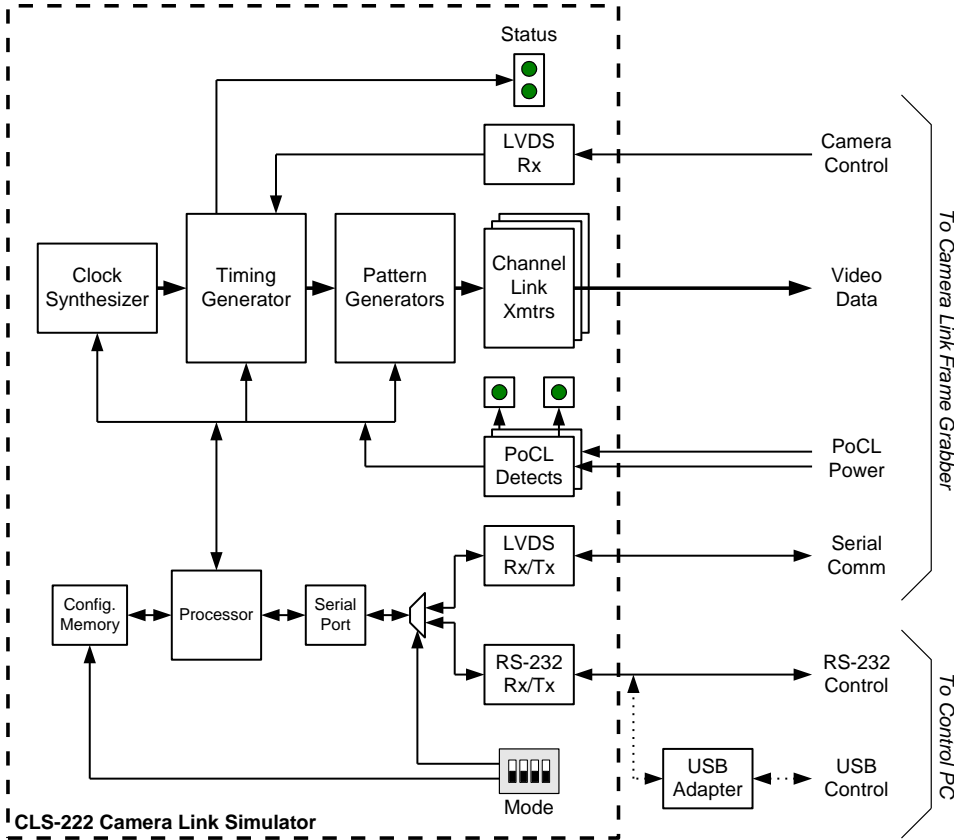 Status
LVDS
Rx
Camera
Control
Clock
Synthesizer
Timing
Generator
Pattern
Generators
Channel
Link
Xmtrs
Video
Data
To Camera Link Frame Grabber
PoCL
Detects
PoCL
Power
LVDS
Rx/Tx
Serial
Comm
Config.
Memory
Processor
Serial
Port
RS-232
Rx/Tx
RS-232
Control
To Control PC
USB
Adapter
USB
Control
Mode
CLS-222 Camera Link Simulator